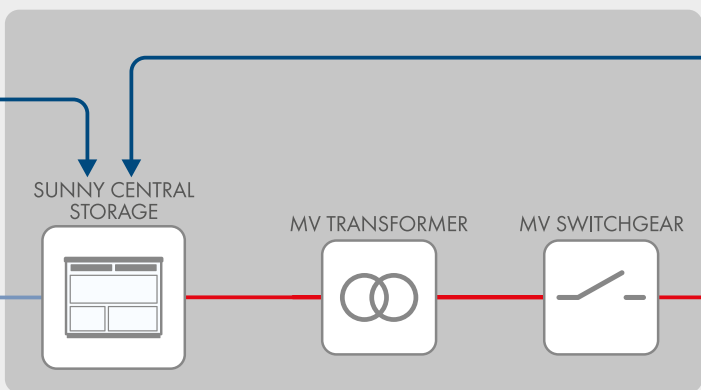 SUNNY CENTRAL
STORAGE
MV TRANSFORMER
MV SWITCHGEAR